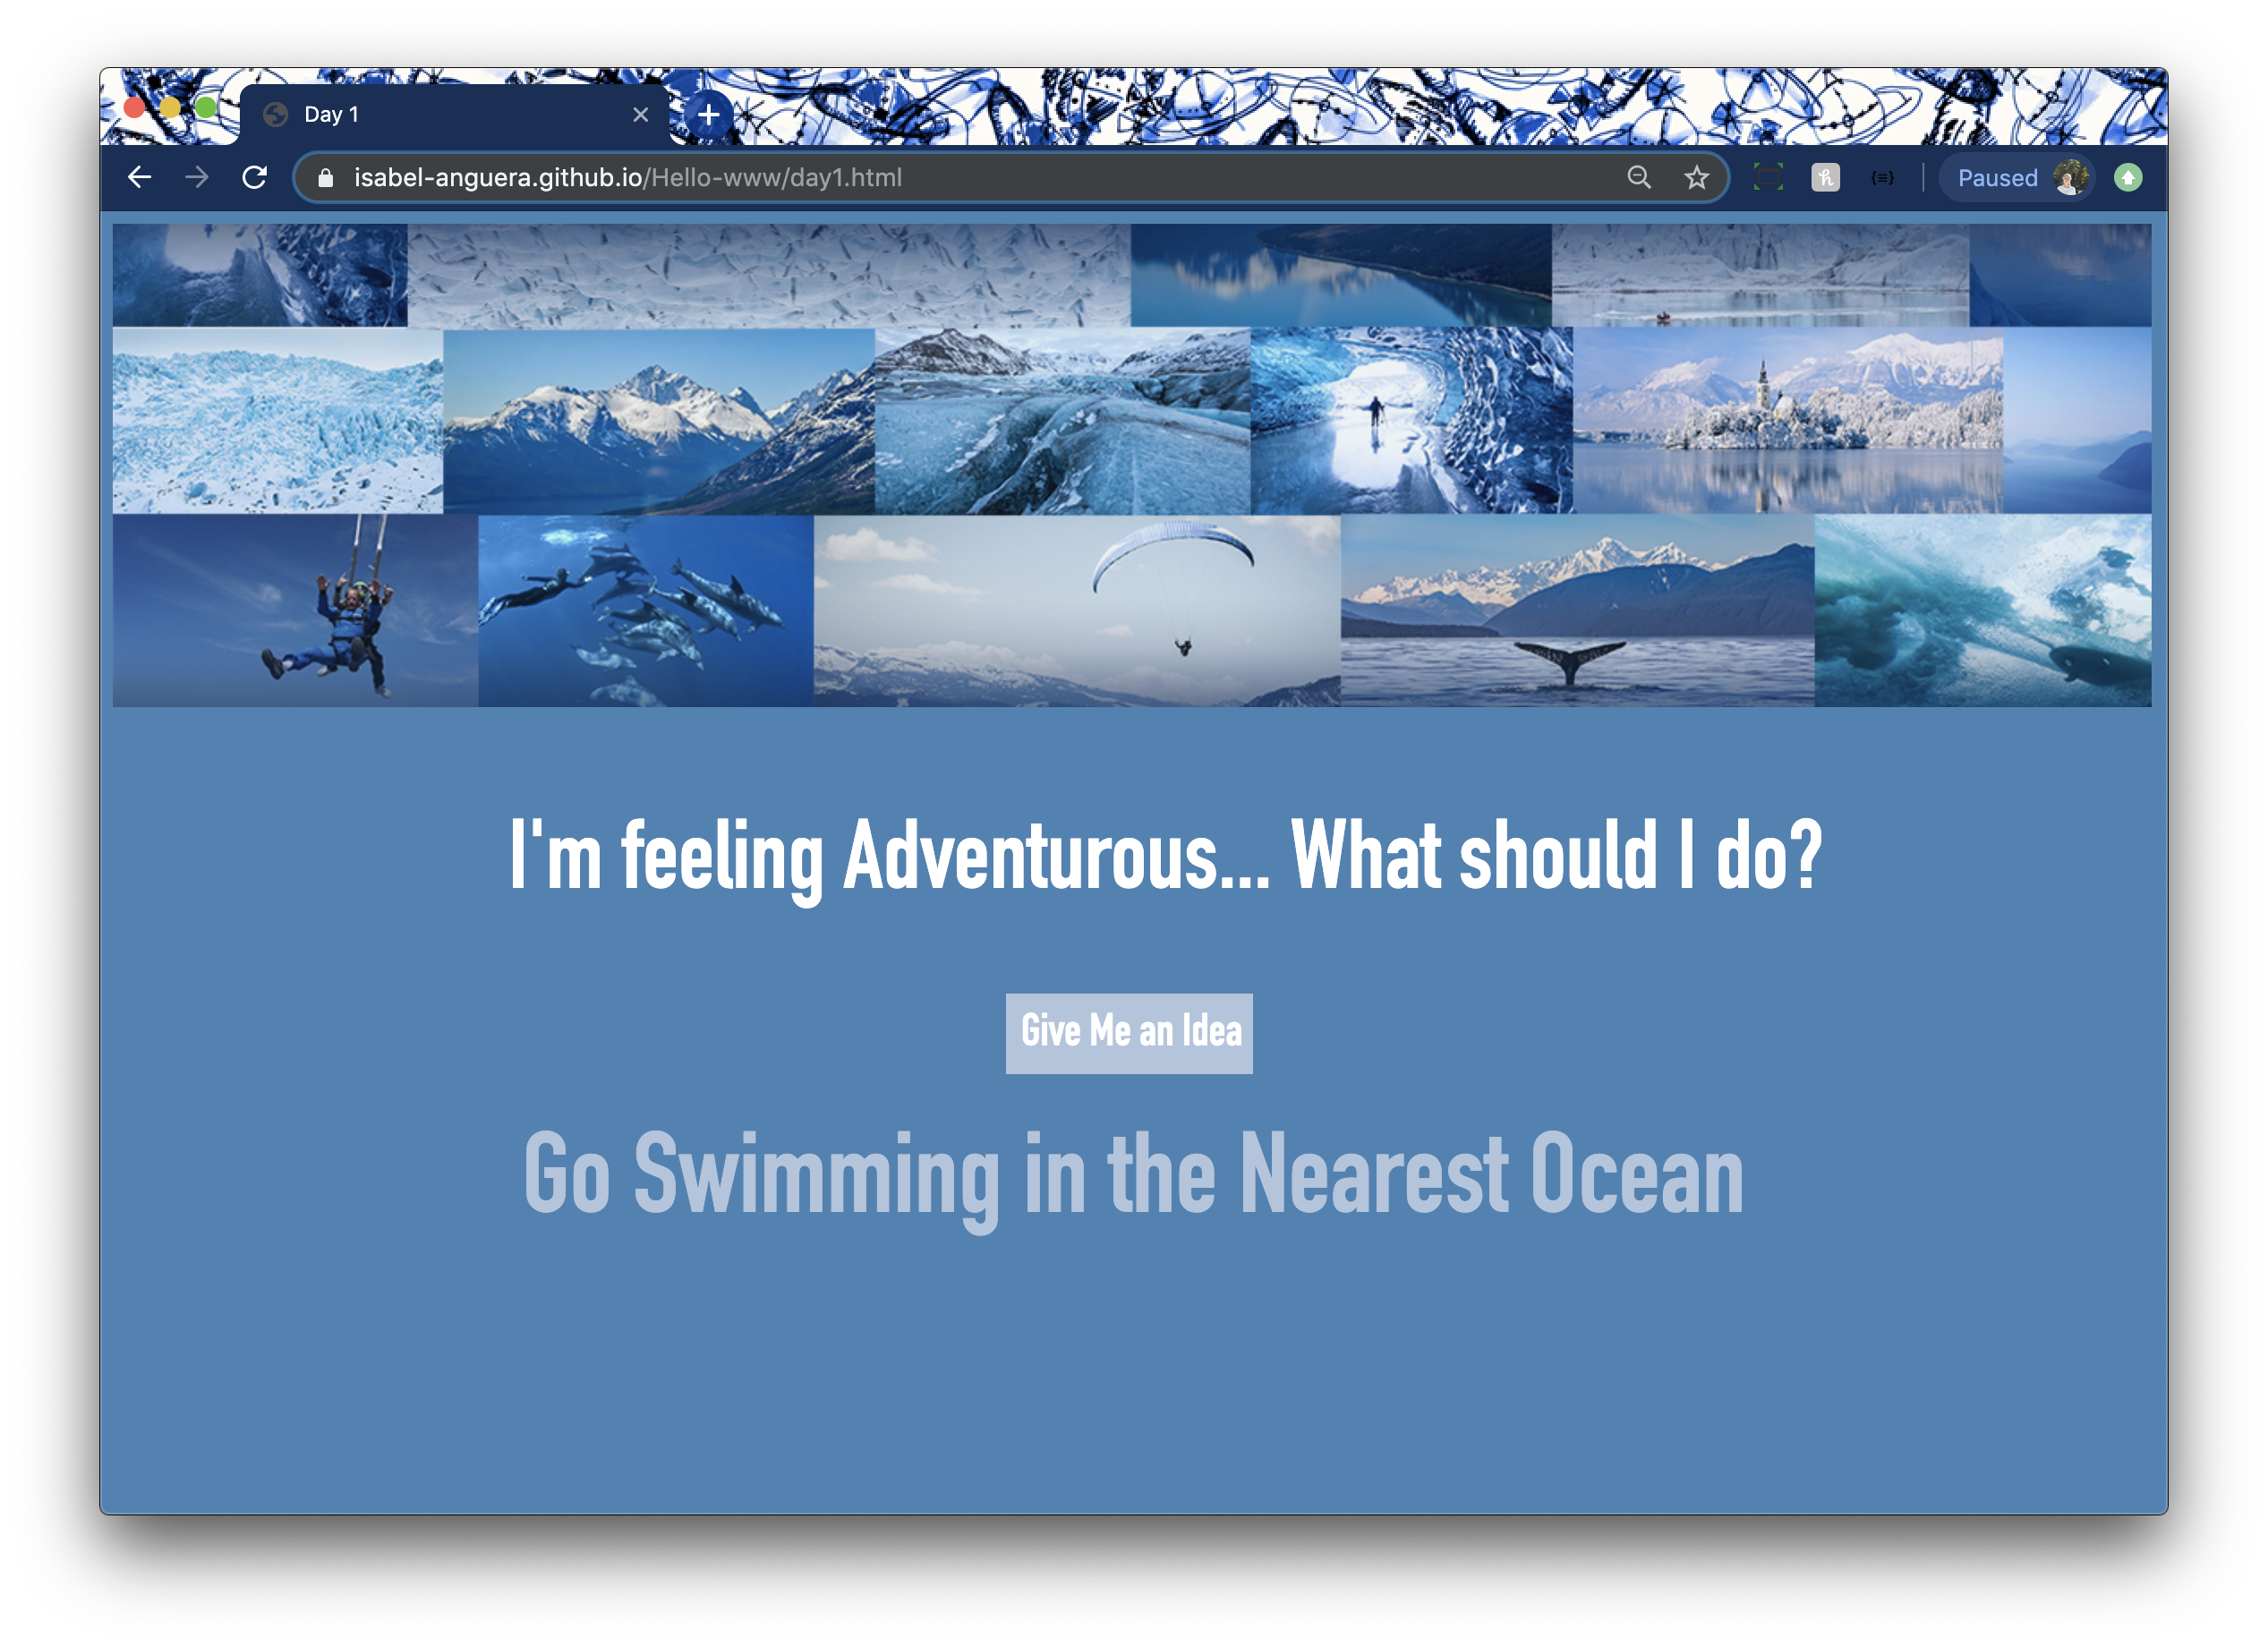 Day 1
isabel-anguera.github.io/Hello-www/day1.html
Paused
I'm feeling Adventurous... What should I do?
Give Me an Idea
Go Swimming in the Nearest Ocean